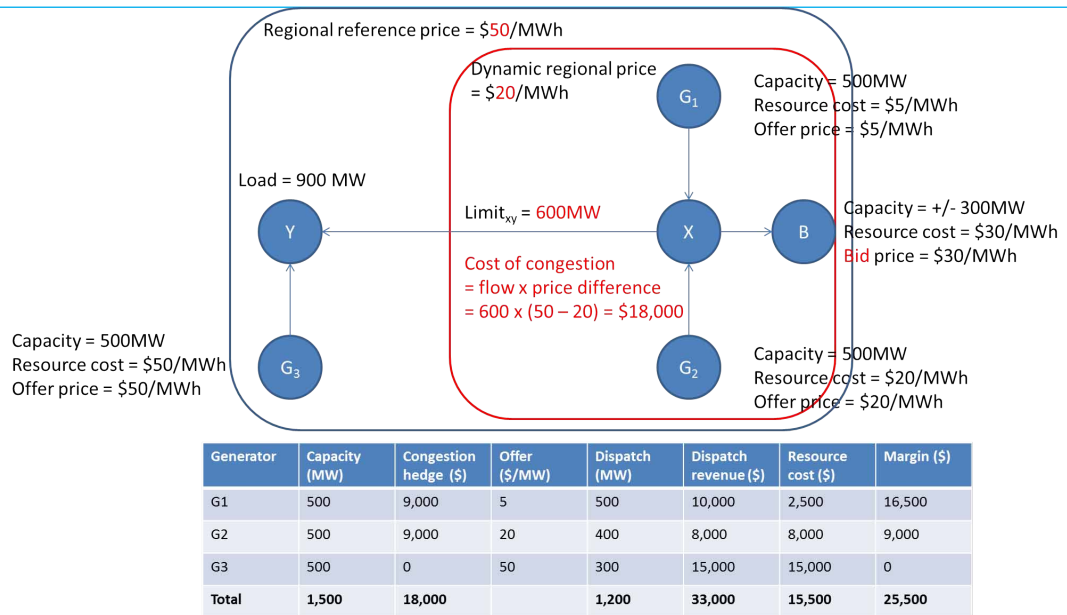 Regional reference price = $50/MWh
Dynamic regional price
= $20/MWh
G1
Capacity = 500MW
Resource cost = $5/MWh
Offer price = $5/MWh
Load = 900 MW
Limitxy = 600MW
Y
X
B
Capacity = +/- 300MW
Resource cost = $30/MWh
Bid price = $30/MWh
Cost of congestion
= flow x price difference
= 600 x (50 – 20) = $18,000
Capacity = 500MW
Resource cost = $50/MWh
Offer price = $50/MWh
G3
G2
Capacity = 500MW
Resource cost = $20/MWh
Offer price = $20/MWh
Generator Capacity (MW) Congestion hedge ($) Offer ($/MW) Dispatch (MW) Dispatch revenue ($) Resource cost ($) Margin ($)
G1 500 9,000 5 500 10,000 2,500 16,500
G2 500 9,000 20 400 8,000 8,000 9,000
G3 500 0 50 300 15,000 15,000 0
Total 1,500 18,000 1,200 33,000 15,500 25,500